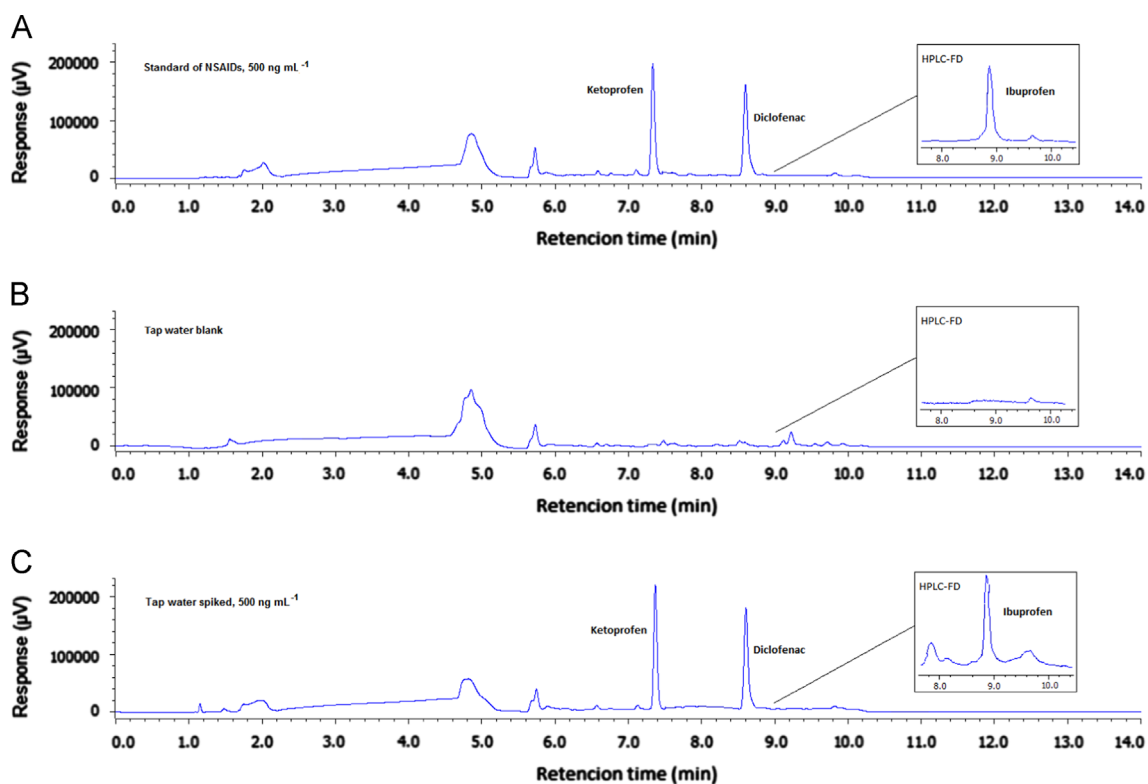 A
Response (µV)
200000
100000
0
Standard of NSAIDs, 500 ng mL-1
Ketoprofen
Diclofenac
HPLC-FD
Ibuprofen
8.0 9.0 10.0
0.0 1.0 2.0 3.0 4.0 5.0 6.0 7.0 8.0 9.0 10.0 11.0 12.0 13.0 14.0
Retencion time (min)
B
Response (µV)
200000
100000
0
Tap water blank
HPLC-FD
8.0 9.0 10.0
0.0 1.0 2.0 3.0 4.0 5.0 6.0 7.0 8.0 9.0 10.0 11.0 12.0 13.0 14.0
Retencion time (min)
C
Response (µV)
200000
100000
0
Tap water spiked, 500 ng mL-1
Ketoprofen
Diclofenac
HPLC-FD
Ibuprofen
8.0 9.0 10.0
0.0 1.0 2.0 3.0 4.0 5.0 6.0 7.0 8.0 9.0 10.0 11.0 12.0 13.0 14.0
Retencion time (min)